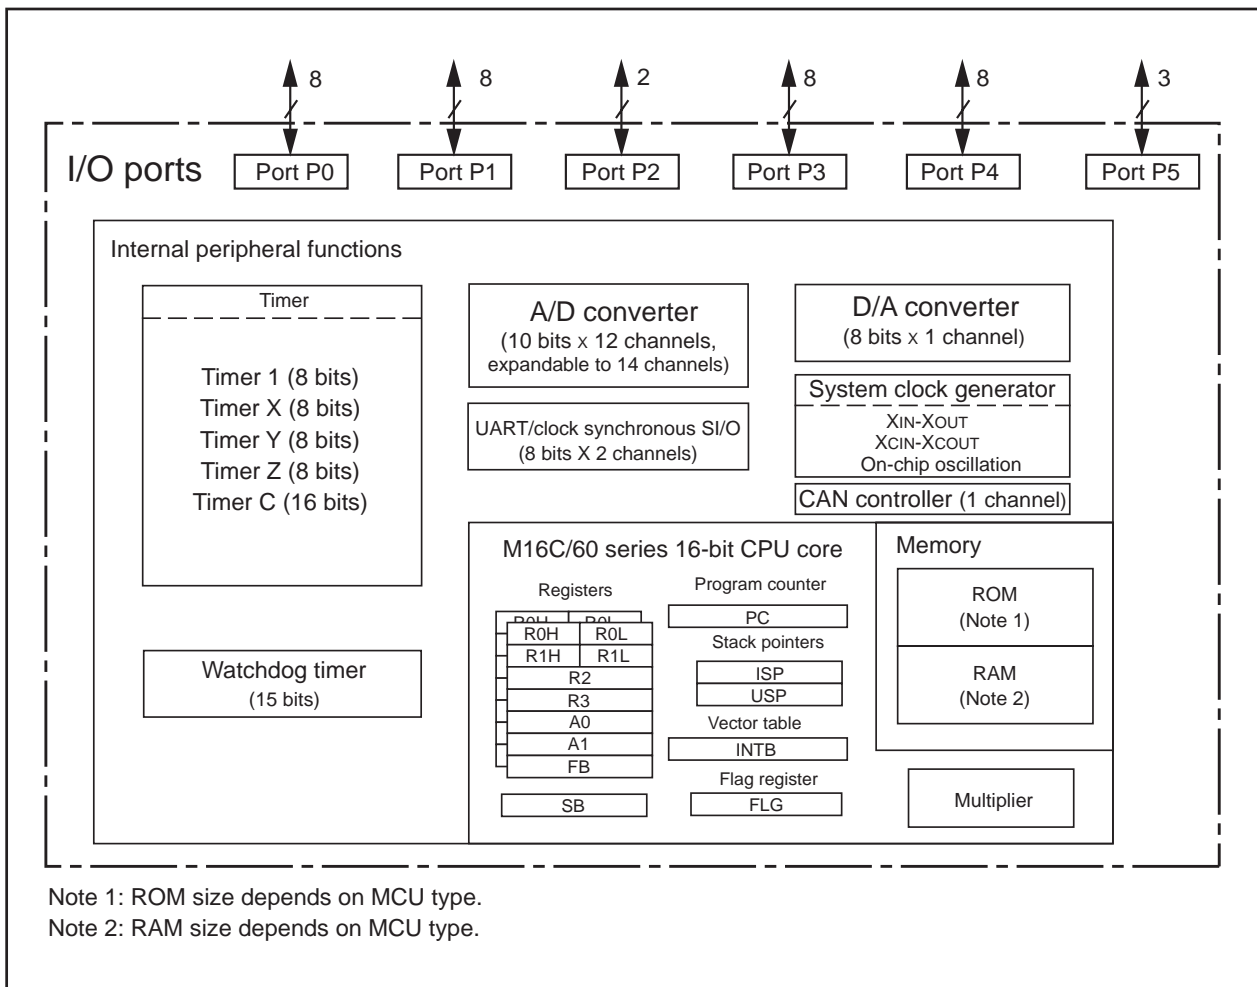 8 8 2 8 8 3
I/O ports
Port P0 Port P1 Port P2 Port P3 Port P4 Port P5
Internal peripheral functions
Timer
Timer 1 (8 bits)
Timer X (8 bits)
Timer Y (8 bits)
Timer Z (8 bits)
Timer C (16 bits)
Watchdog timer
(15 bits)
A/D converter
(10 bits x 12 channels,
expandable to 14 channels)
UART/clock synchronous SI/O
(8 bits X 2 channels)
D/A converter
(8 bits x 1 channel)
System clock generator
XIN-XOUT
XCIN-XCOUT
On-chip oscillation
CAN controller (1 channel)
M16C/60 series 16-bit CPU core
Registers
R0H R0L
R0H R0L
R1H R1L
R2
R3
A0
A1
FB
SB
Program counter
PC
Stack pointers
ISP
USP
Vector table
INTB
Flag register
FLG
Memory
ROM
(Note 1)
RAM
(Note 2)
Multiplier
Note 1: ROM size depends on MCU type.
Note 2: RAM size depends on MCU type.